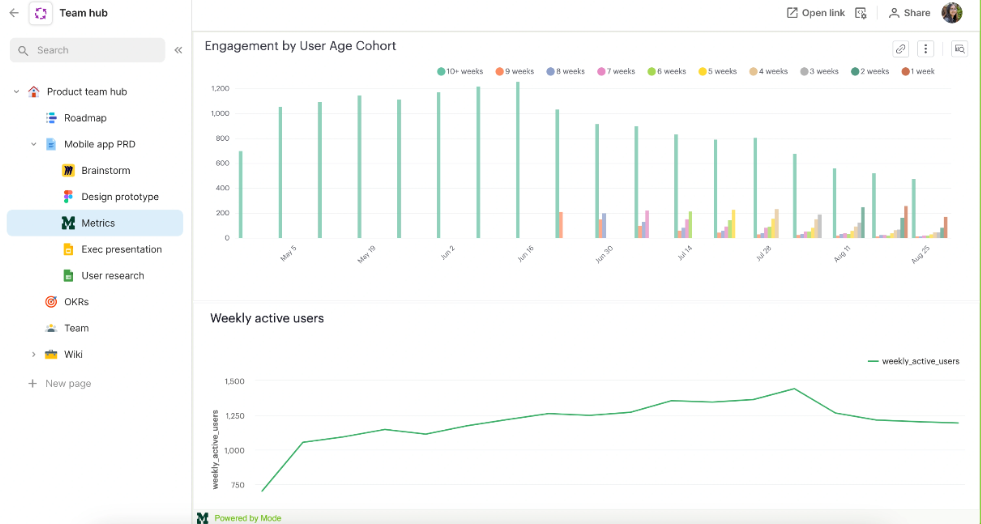 Team hub
Open link
Share
Search
Product team hub
Roadmap
Mobile app PRD
Brainstorm
Design prototype
Metrics
Exec presentation
User research
OKRs
Team
Wiki
New page
Engagement by User Age Cohort
10+ weeks 9 weeks 8 weeks 7 weeks 6 weeks 5 weeks 4 weeks 3 weeks 2 weeks 1 week
1,200
1,000
800
600
400
200
0
May 5 May 19 Jun 2 Jun 16 Jun 30 Jul 14 Jul 28 Aug 11 Aug 25
Weekly active users
weekly_active_users
weekly_active_users
1,500
1,250
1,000
750
Powered by Mode